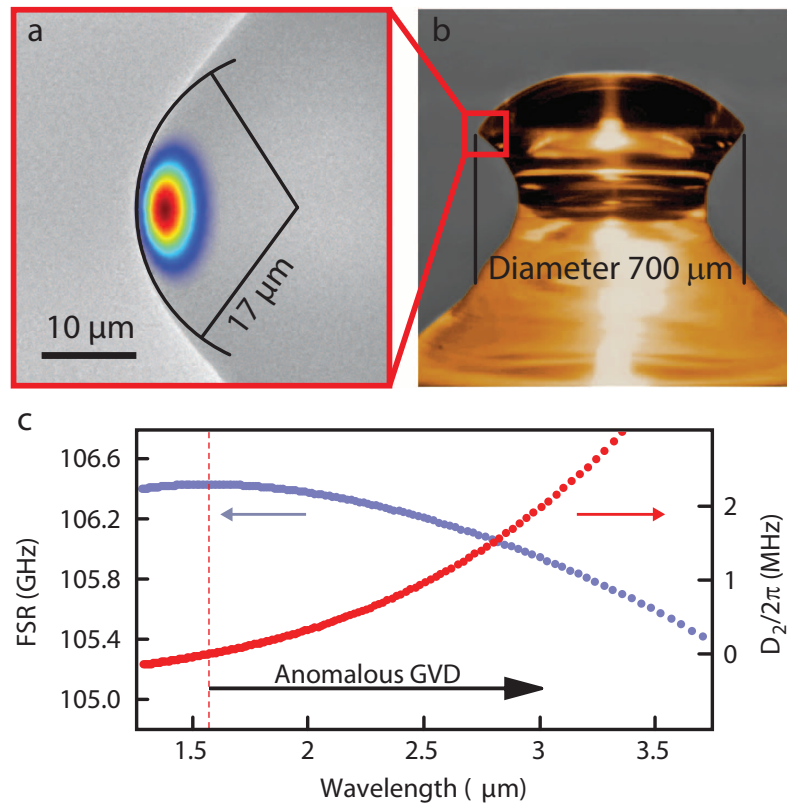 a
17 µm
10 µm
b
Diameter 700 µm
c
FSR (GHz)
106.6
106.2
105.8
105.4
105.0
Anomalous GVD
2
1
0
D2/2π (MHz)
1.5
2
2.5
3
3.5
Wavelength ( µm)